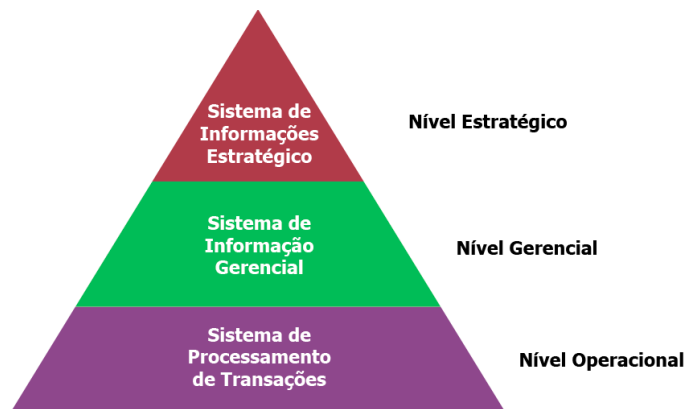 Sistema de
Informações
Estratégico
Nível Estratégico
Sistema de
Informação
Gerencial
Nível Gerencial
Sistema de
Processamento
de Transações
Nível Operacional